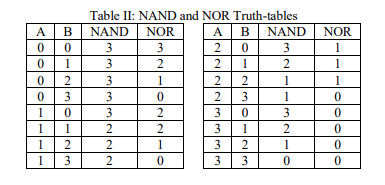 Table II: NAND and NOR Truth-tables
A B NAND NOR A B NAND NOR
0 0 3 3 2 0 3 1
0 1 3 2 2 1 2 1
0 2 3 1 2 2 1 1
0 3 3 0 2 3 1 0
1 0 3 2 3 0 3 0
1 1 2 2 3 1 2 0
1 2 2 1 3 2 1 0
1 3 2 0 3 3 0 0